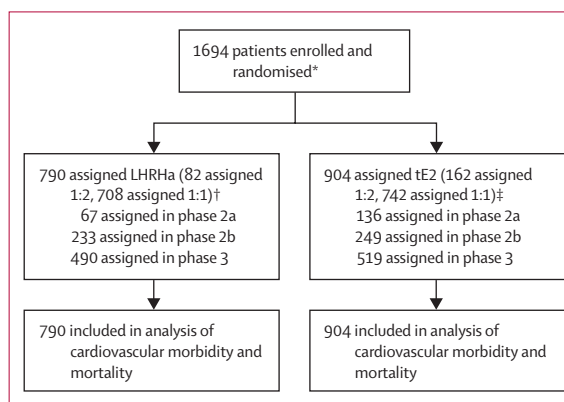 1694 patients enrolled and
randomised*
790 assigned LHRHa (82 assigned
1:2, 708 assigned 1:1)†
67 assigned in phase 2a
233 assigned in phase 2b
490 assigned in phase 3
904 assigned tE2 (162 assigned
1:2, 742 assigned 1:1)‡
136 assigned in phase 2a
249 assigned in phase 2b
519 assigned in phase 3
790 included in analysis of
cardiovascular morbidity and
mortality
904 included in analysis of
cardiovascular morbidity and
mortality